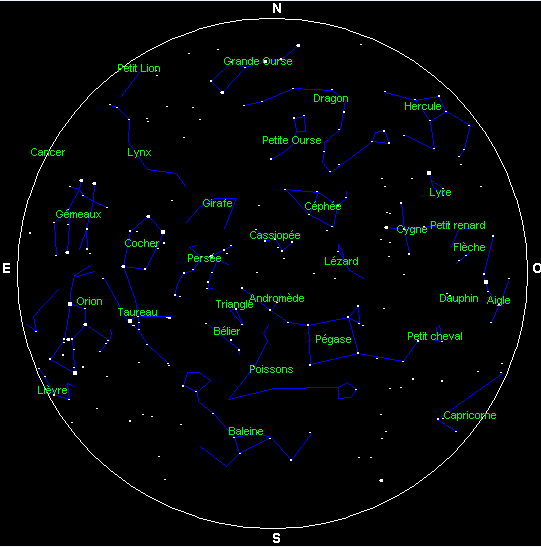 N
Grande Ourse
Petit Lion
Dragon
Hercule
Petite Ourse
Cancer
Lynx
Lyre
Girafe
Céphée
Gémeaux
Petit renard
Cygne
Cassiopée
Cocher
Flèche
Persée
Lézard
E
O
Orion
Andromède
Dauphin
Aigle
Triangle
Taureau
Bélier
Pégase
Petit cheval
Poissons
Lièvre
Capricorne
Baleine
S